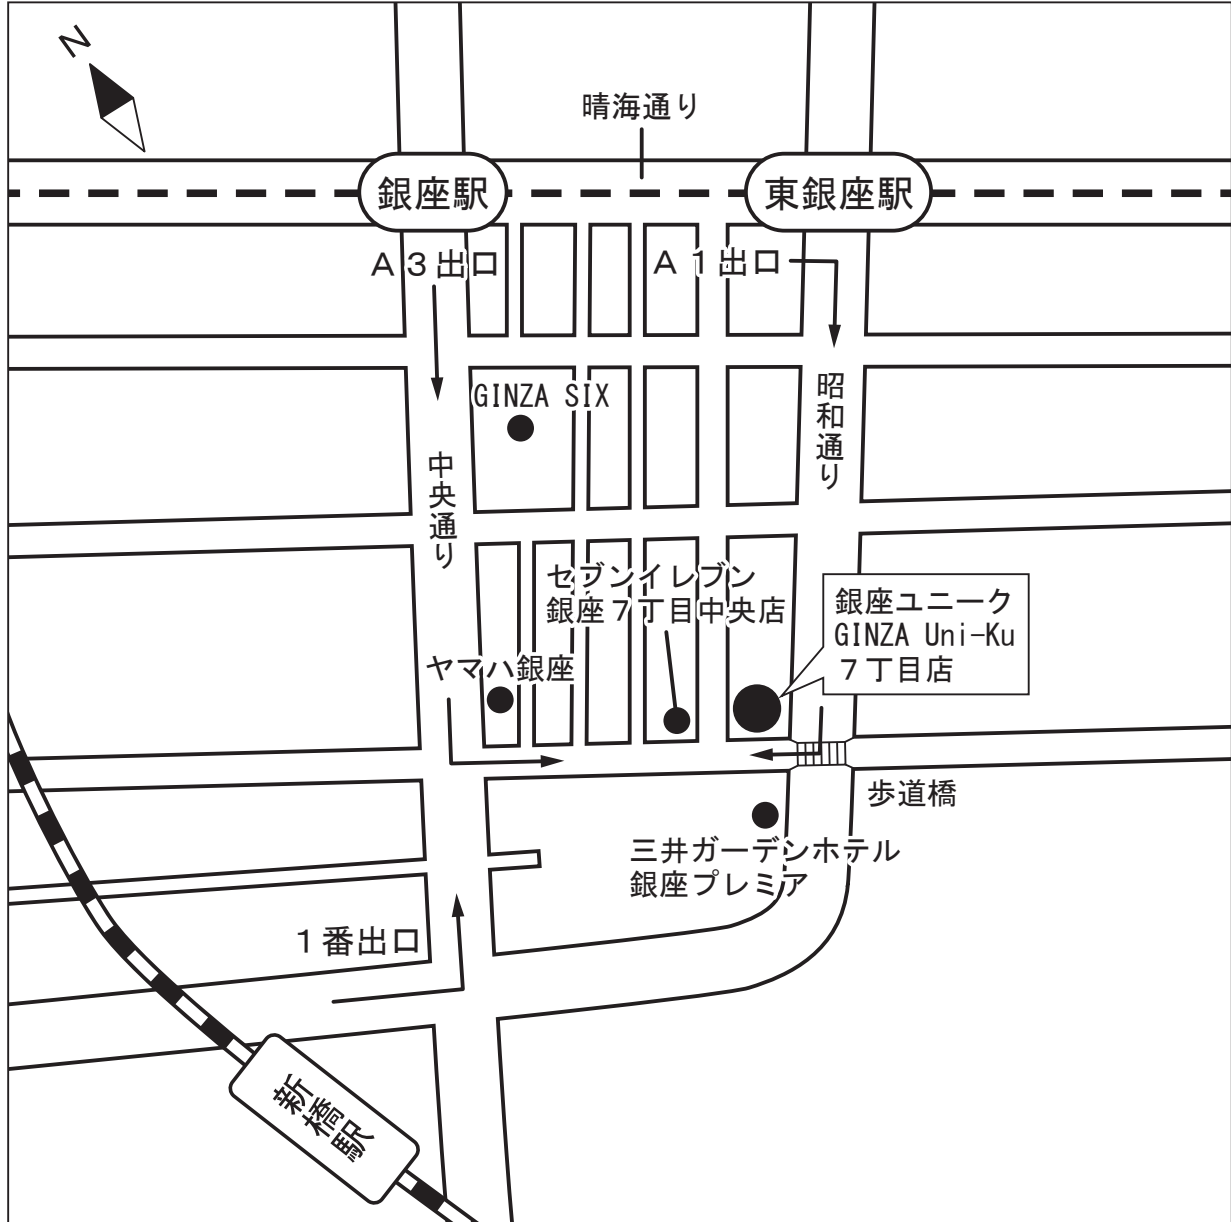 N
晴海通り
銀座駅
東銀座駅
A3出口
A1出口
GINZA SIX
昭和通り
中央通り
セブンイレブン
銀座7丁目中央店
銀座ユニーク
GINZA Uni-Ku
7丁目店
ヤマハ銀座
歩道橋
三井ガーデンホテル
銀座プレミア
1番出口
新橋駅